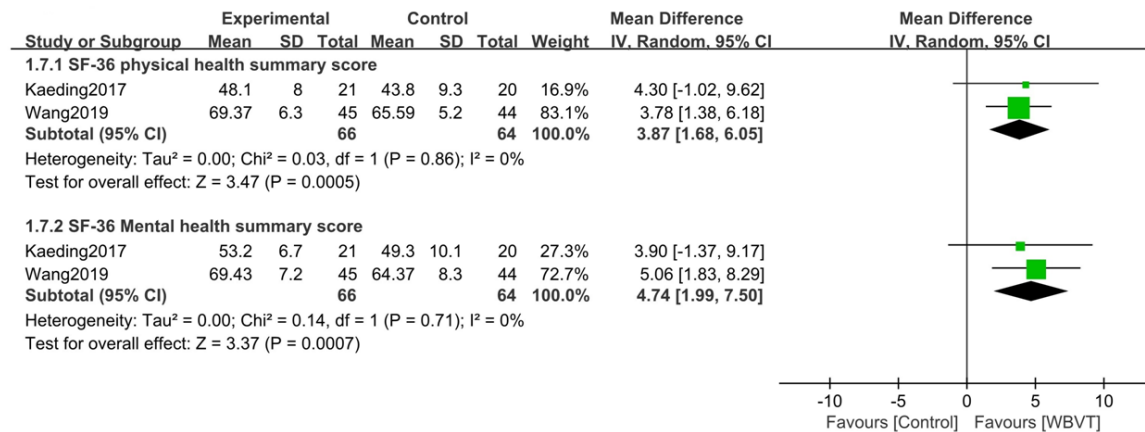 Experimental Control Mean Difference Mean Difference
Study or Subgroup Mean SD Total Mean SD Total Weight IV, Random, 95% CI IV, Random, 95% CI
1.7.1 SF-36 physical health summary score
Kaeding2017 48.1 8 21 43.8 9.3 20 16.9% 4.30 [-1.02, 9.62]
Wang2019 69.37 6.3 45 65.59 5.2 44 83.1% 3.78 [1.38, 6.18]
Subtotal (95% CI) 66 64 100.0% 3.87 [1.68, 6.05]
Heterogeneity: Tau² = 0.00; Chi² = 0.03, df = 1 (P = 0.86); I² = 0%
Test for overall effect: Z = 3.47 (P = 0.0005)
1.7.2 SF-36 Mental health summary score
Kaeding2017 53.2 6.7 21 49.3 10.1 20 27.3% 3.90 [-1.37, 9.17]
Wang2019 69.43 7.2 45 64.37 8.3 44 72.7% 5.06 [1.83, 8.29]
Subtotal (95% CI) 66 64 100.0% 4.74 [1.99, 7.50]
Heterogeneity: Tau² = 0.00; Chi² = 0.14, df = 1 (P = 0.71); I² = 0%
Test for overall effect: Z = 3.37 (P = 0.0007)
-10 -5 0 5 10
Favours [Control] Favours [WBVT]